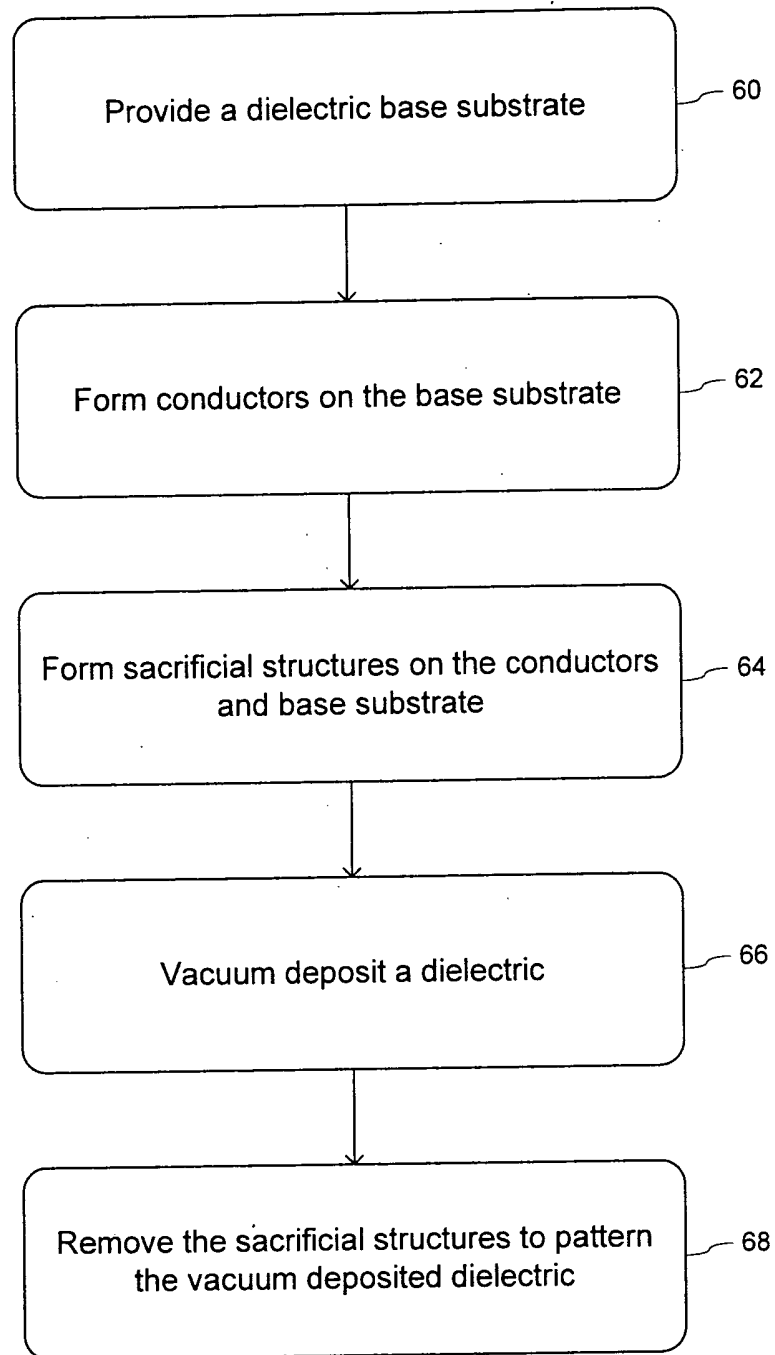 Provide a dielectric base substrate
60
Form conductors on the base substrate
62
Form sacrificial structures on the conductors
and base substrate
64
Vacuum deposit a dielectric
66
Remove the sacrificial structures to pattern
the vacuum deposited dielectric
68